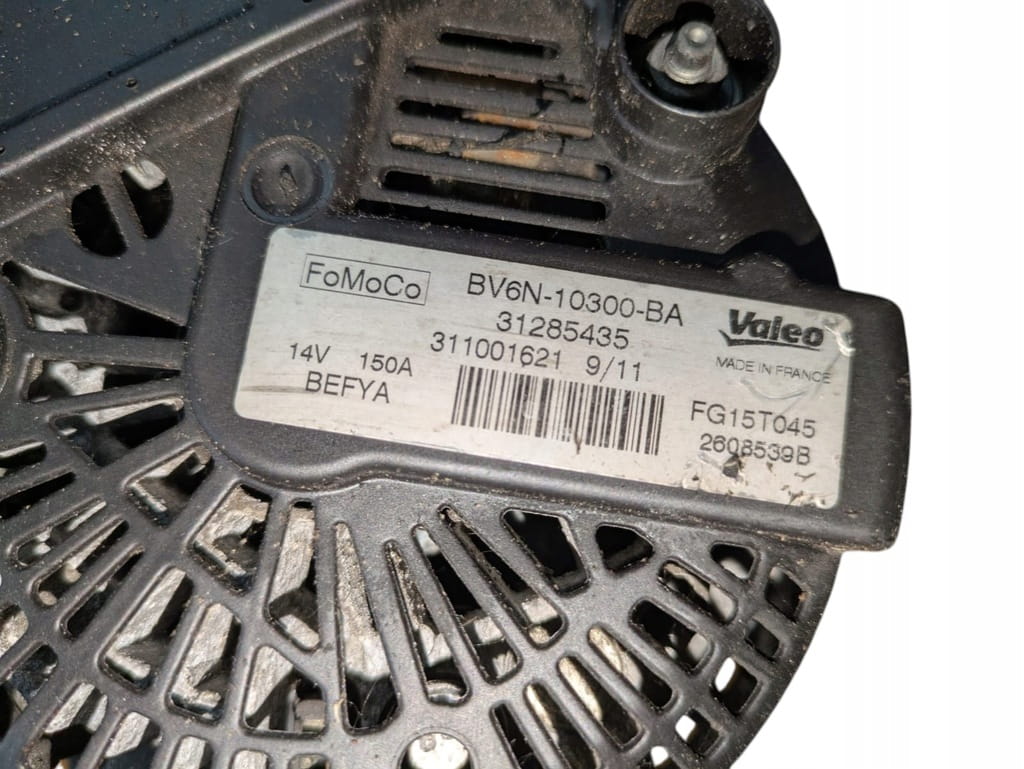 FoMoCo
BV6N-10300-BA
31285435
Valeo
MADE IN FRANCE
14V 150A
311001621 9/11
BEFYA
FG15T045
2608539B